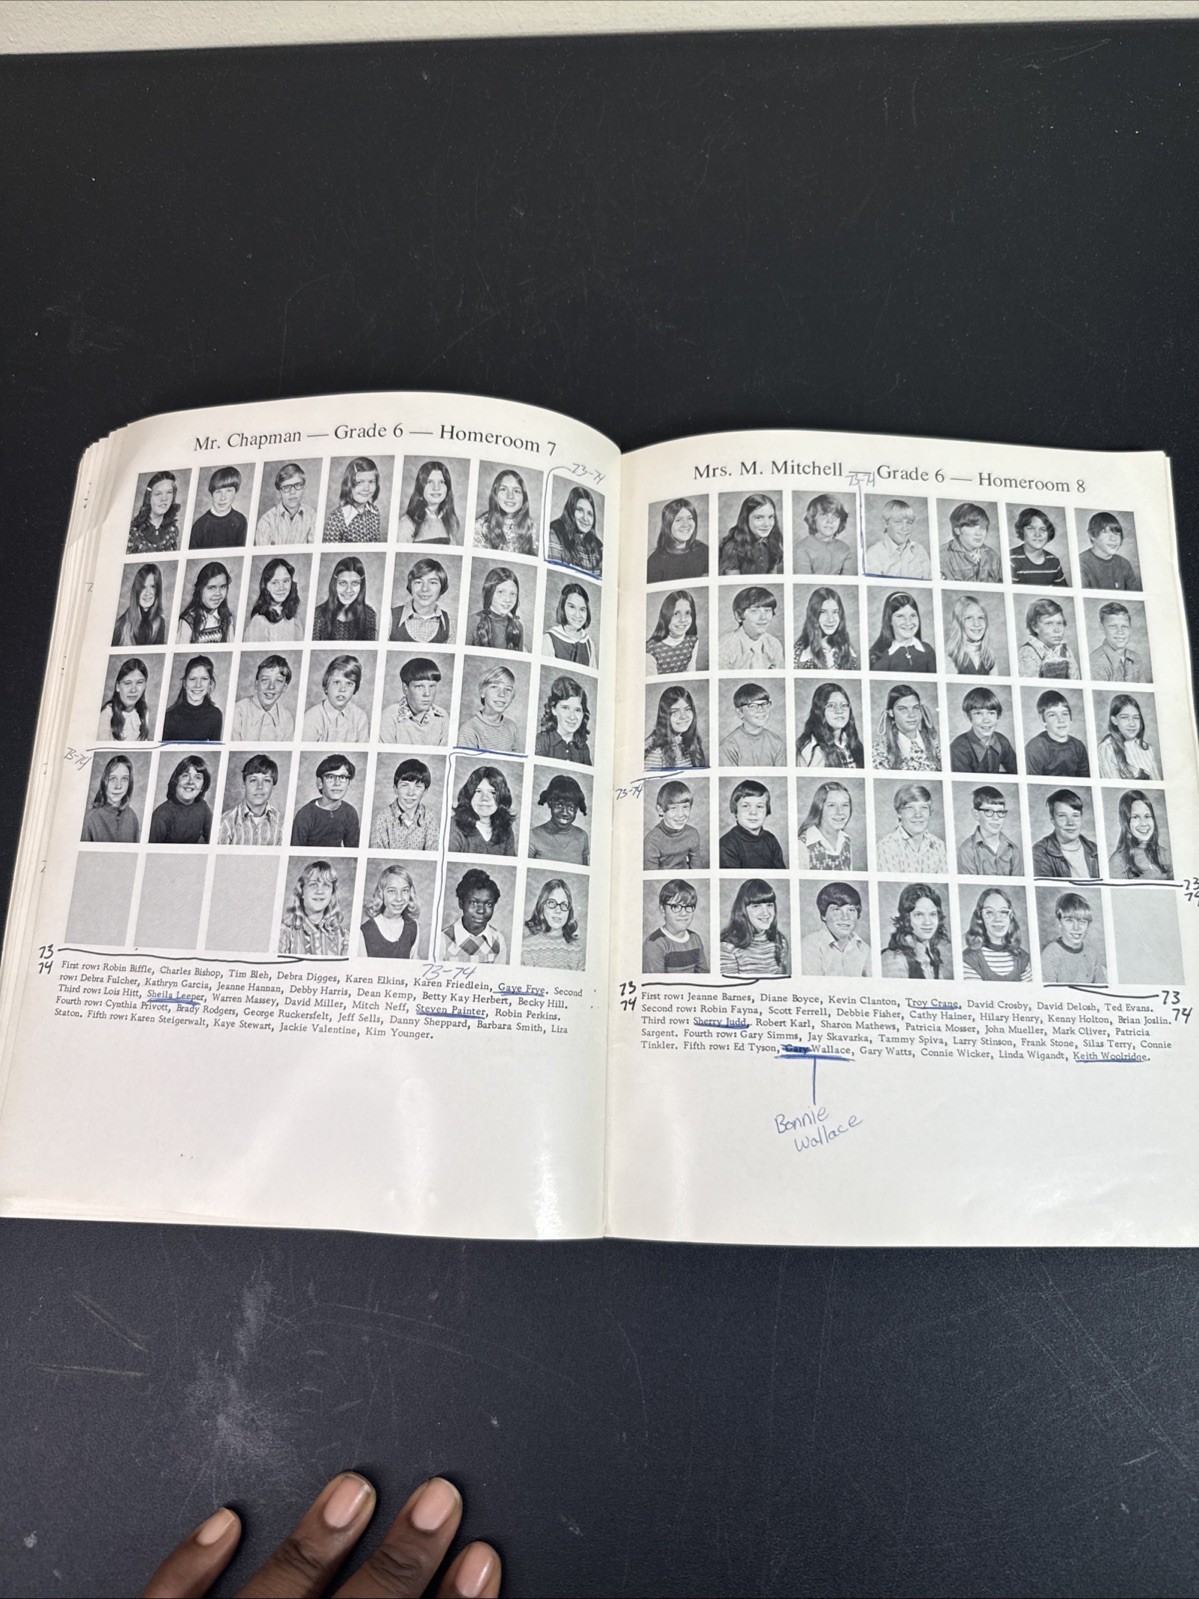 Mr. Chapman — Grade 6 — Homeroom 7
73-74
73-74
73-74
73
74
First row: Robin Biffle, Charles Bishop, Tim Bleh, Debra Digges, Karen Elkins, Karen Friedlein, Gaye Frye. Second
row: Debra Fulcher, Kathryn Garcia, Jeanne Hannan, Debby Harris, Dean Kemp, Betty Kay Herbert, Becky Hill.
Third row: Lois Hitt, Sheila Leeper, Warren Massey, David Miller, Mitch Neff, Steven Painter, Robin Perkins.
Fourth row: Cynthia Privott, Brady Rodgers, George Ruckersfelt, Jeff Sells, Danny Sheppard, Barbara Smith, Liza
Staton. Fifth row: Karen Steigerwalt, Kaye Stewart, Jackie Valentine, Kim Younger.
Mrs. M. Mitchell — Grade 6 — Homeroom 8
73-74
73-74
73
74
73
74
73
74
First row: Jeanne Barnes, Diane Boyce, Kevin Clanton, Troy Crane, David Crosby, David Delosh, Ted Evans.
Second row: Robin Fayna, Scott Ferrell, Debbie Fisher, Cathy Hainer, Hilary Henry, Kenny Holton, Brian Joslin.
Third row: Sherry Judd, Robert Karl, Sharon Mathews, Patricia Mosser, John Mueller, Mark Oliver, Patricia
Sargent. Fourth row: Gary Simms, Jay Skavarka, Tammy Spiva, Larry Stinson, Frank Stone, Silas Terry, Connie
Tinkler. Fifth row: Ed Tyson, Gary Wallace, Gary Watts, Connie Wicker, Linda Wigandt, Keith Woolridge.
Bonnie
Wallace